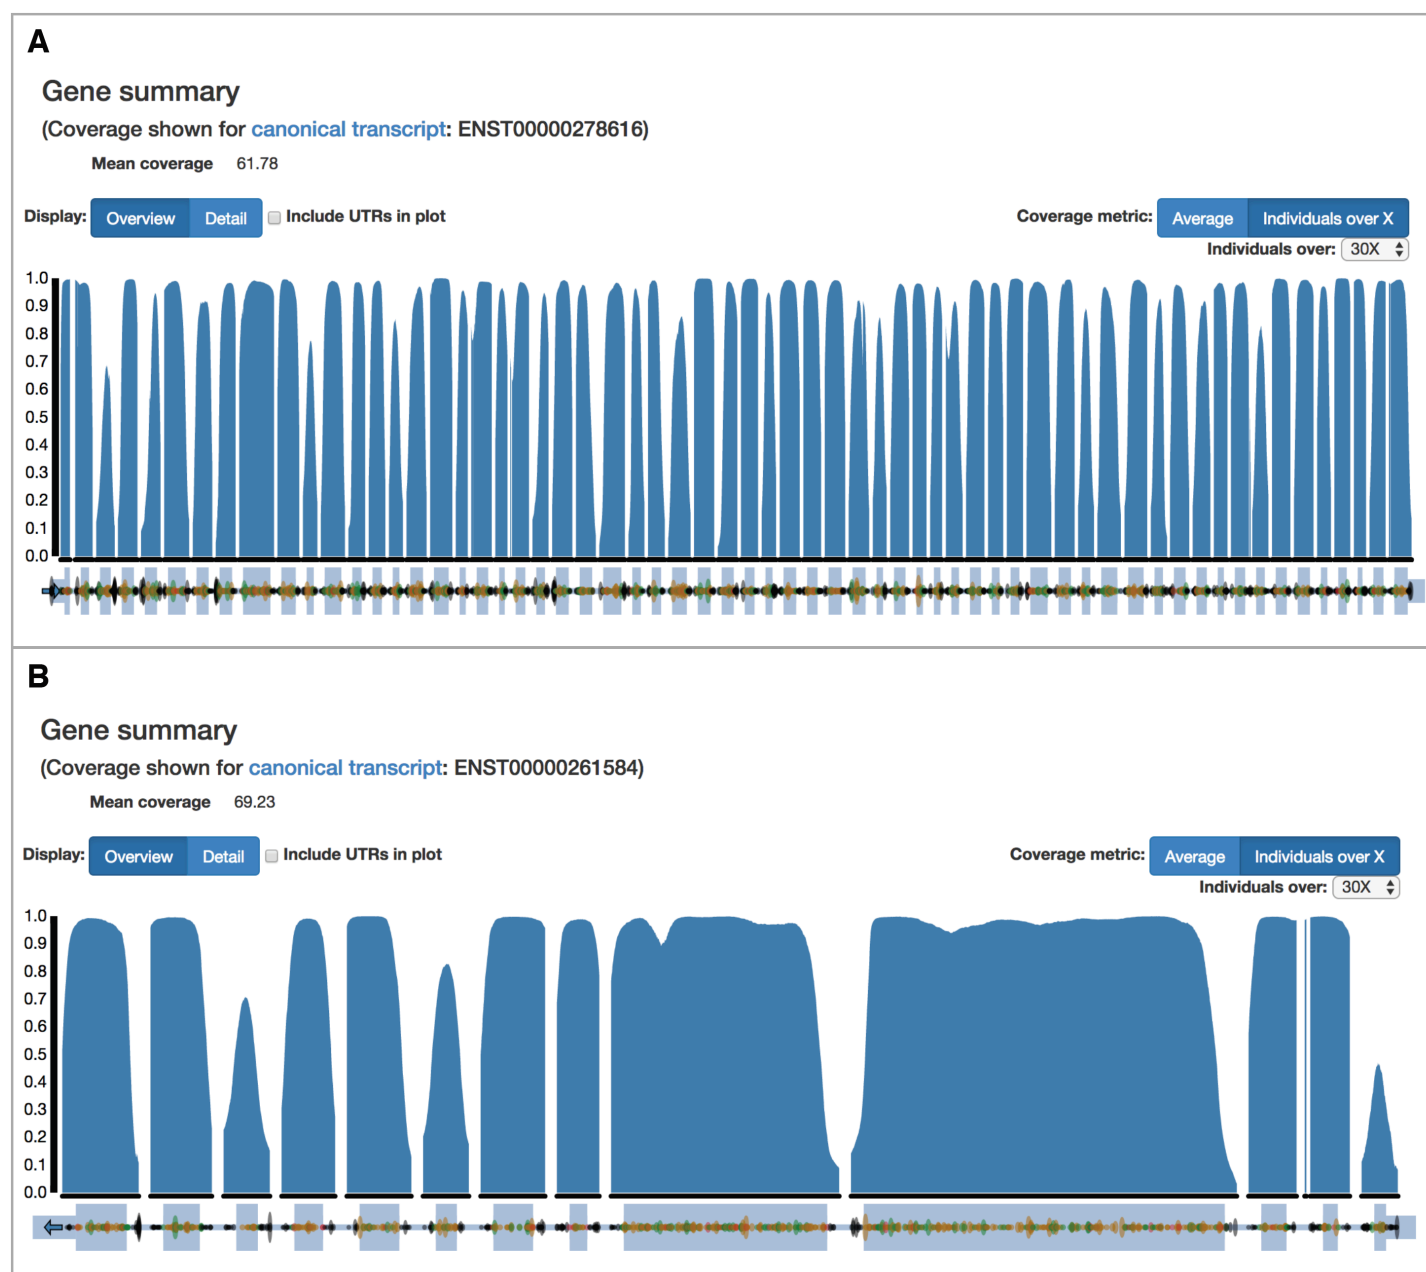 A
Gene summary
(Coverage shown for canonical transcript: ENST00000278616)
Mean coverage 61.78
Display: Overview Detail Include UTRs in plot Coverage metric: Average Individuals over X
Individuals over: 30X
1.0
0.9
0.8
0.7
0.6
0.5
0.4
0.3
0.2
0.1
0.0
B
Gene summary
(Coverage shown for canonical transcript: ENST00000261584)
Mean coverage 69.23
Display: Overview Detail Include UTRs in plot Coverage metric: Average Individuals over X
Individuals over: 30X
1.0
0.9
0.8
0.7
0.6
0.5
0.4
0.3
0.2
0.1
0.0